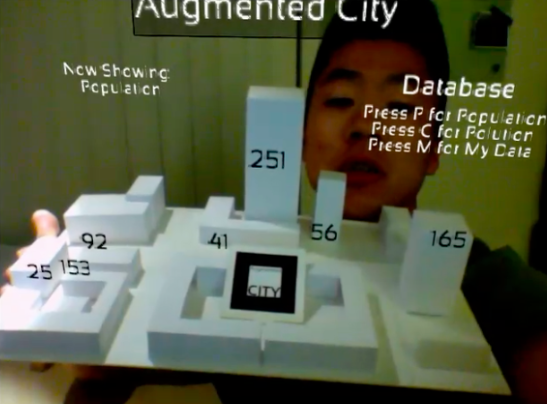 Augmented City
Now Showing:
Population
Database
Press P for Population
Press C for Polution
Press M for My Data
251
92
41
56
165
25
153
CITY